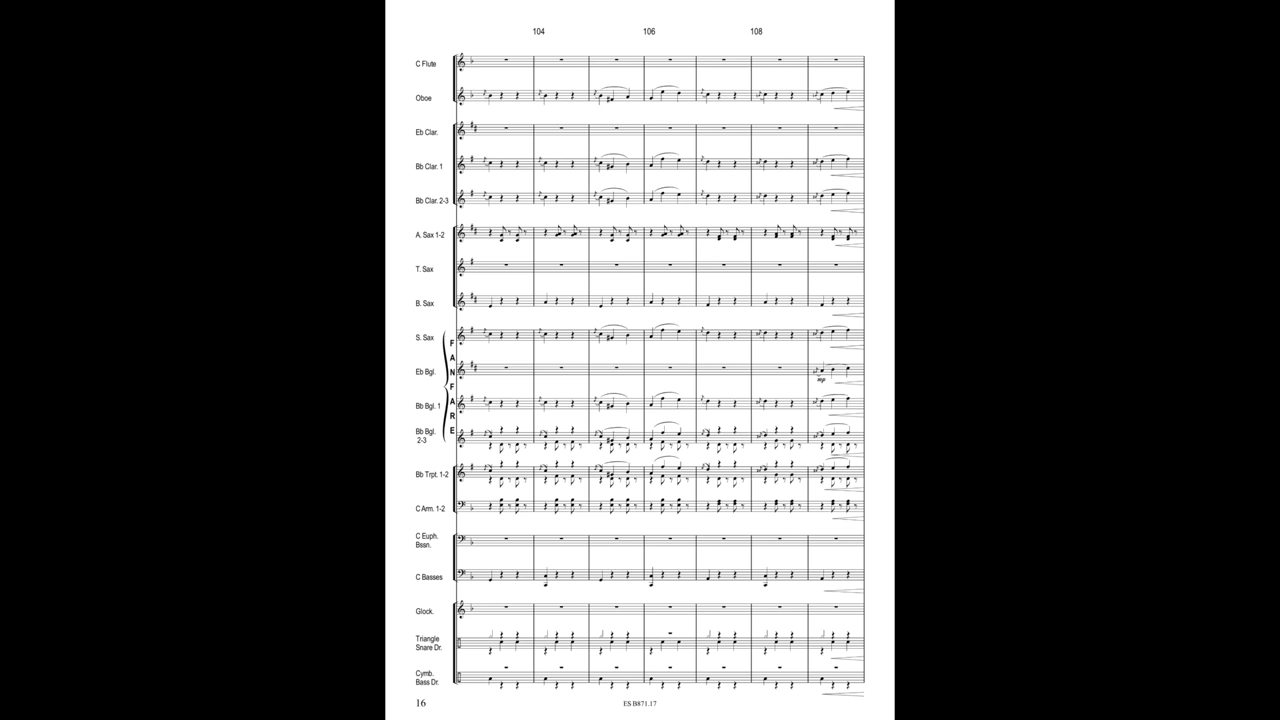 104 106 108
C Flute
Oboe
Eb Clar.
Bb Clar. 1
Bb Clar. 2-3
A. Sax 1-2
T. Sax
B. Sax
S. Sax
Eb Bgl.
mp
Bb Bgl. 1
Bb Bgl.
2-3
FANFARE
Bb Trpt. 1-2
C Arm. 1-2
C Euph.
Bssn.
C Basses
Glock.
Triangle
Snare Dr.
Cymb.
Bass Dr.
16 ES B871.17